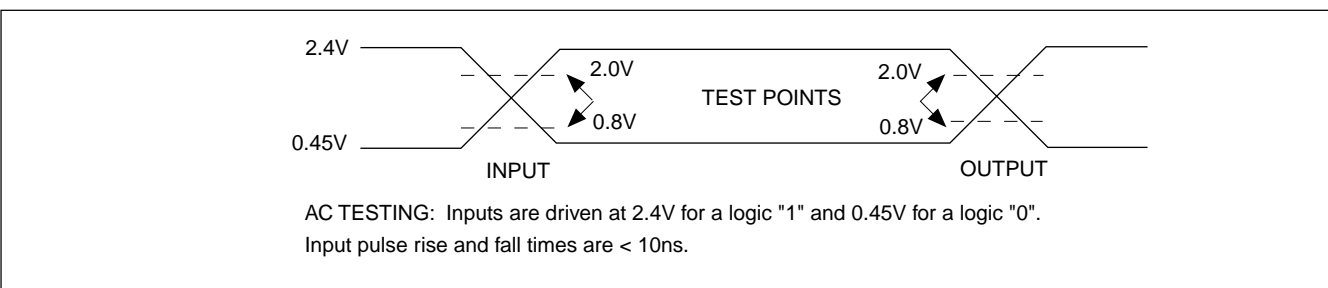 2.4V
2.0V
2.0V
TEST POINTS
0.8V
0.8V
0.45V
INPUT
OUTPUT
AC TESTING: Inputs are driven at 2.4V for a logic "1" and 0.45V for a logic "0".
Input pulse rise and fall times are < 10ns.